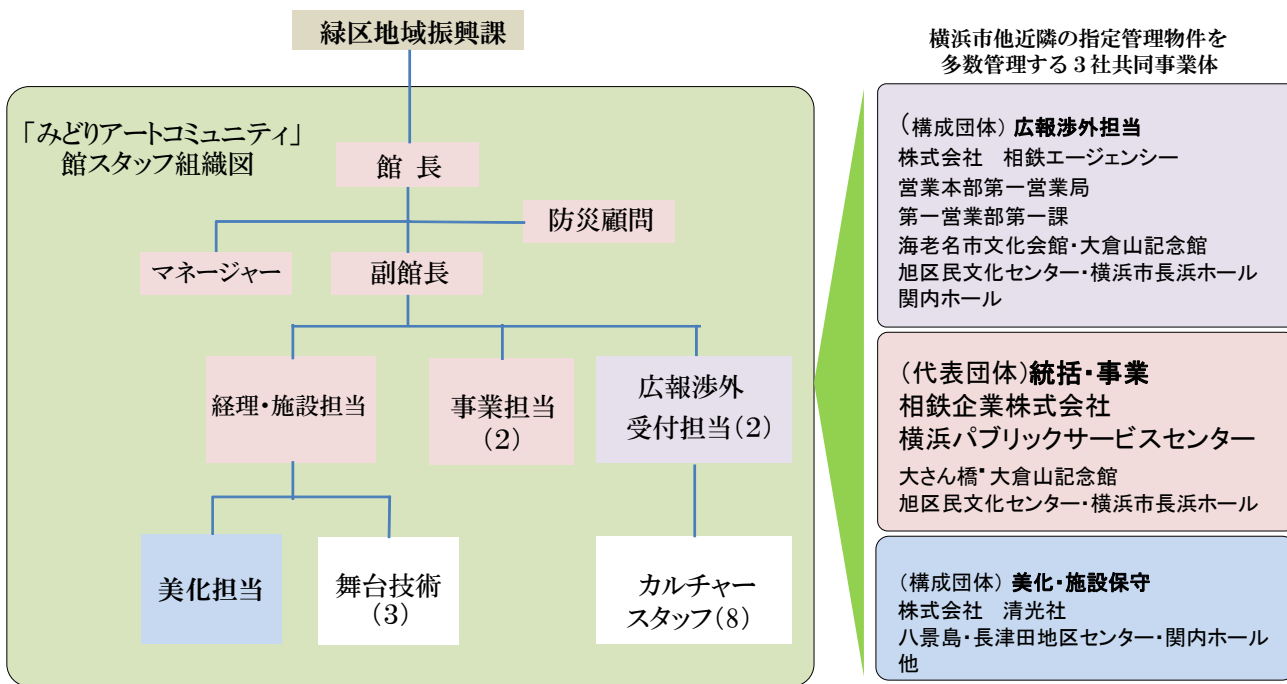 緑区地域振興課
「みどりアートコミュニティ」
館スタッフ組織図
館 長
防災顧問
マネージャー
副館長
経理・施設担当
事業担当
(2)
広報渉外
受付担当(2)
美化担当
舞台技術
(3)
カルチャー
スタッフ(8)
横浜市他近隣の指定管理物件を
多数管理する3社共同事業体
(構成団体) 広報渉外担当
株式会社　相鉄エージェンシー
営業本部第一営業局
第一営業部第一課
海老名市文化会館・大倉山記念館
旭区民文化センター・横浜市長浜ホール
関内ホール
(代表団体)統括・事業
相鉄企業株式会社
横浜パブリックサービスセンター
大さん橋・大倉山記念館
旭区民文化センター・横浜市長浜ホール
(構成団体) 美化・施設保守
株式会社　清光社
八景島・長津田地区センター・関内ホール
他